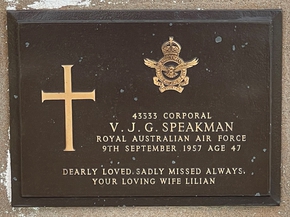 43333 CORPORAL
V. J. G. SPEAKMAN
ROYAL AUSTRALIAN AIR FORCE
9TH SEPTEMBER 1957 AGE 47
DEARLY LOVED, SADLY MISSED ALWAYS,
YOUR LOVING WIFE LILIAN